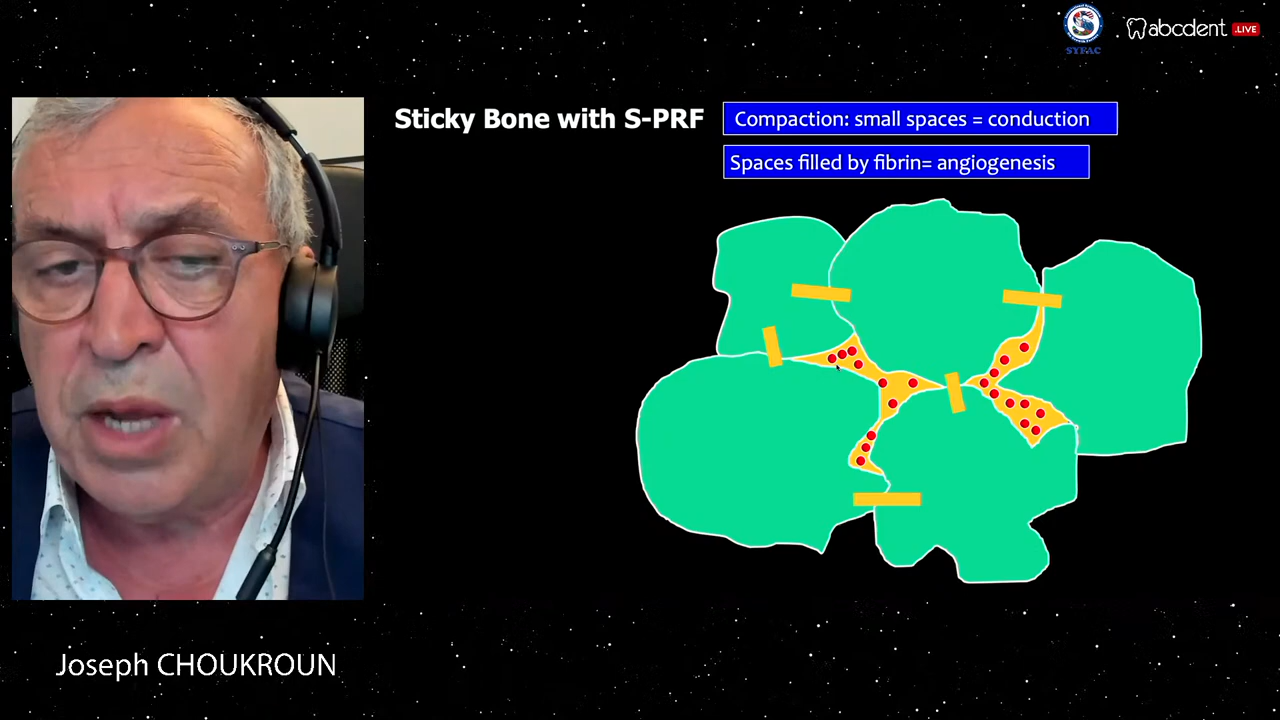 SYFAC
abcdent .LIVE
Sticky Bone with S-PRF
Compaction: small spaces = conduction
Spaces filled by fibrin= angiogenesis
Joseph CHOUKROUN